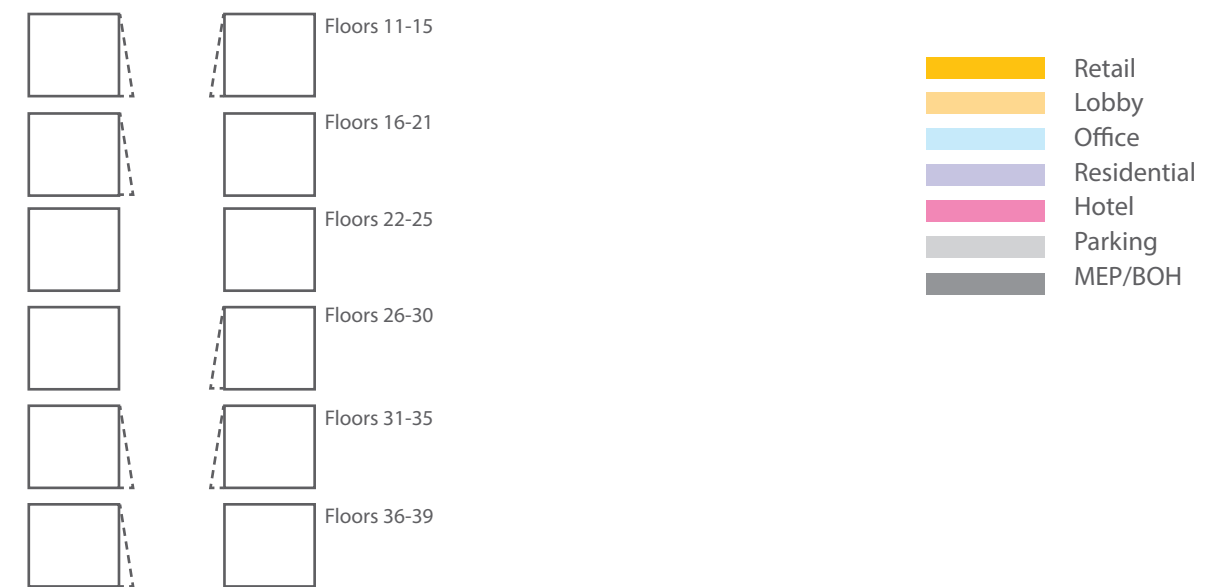 Floors 11-15
Floors 16-21
Floors 22-25
Floors 26-30
Floors 31-35
Floors 36-39
Retail
Lobby
Office
Residential
Hotel
Parking
MEP/BOH